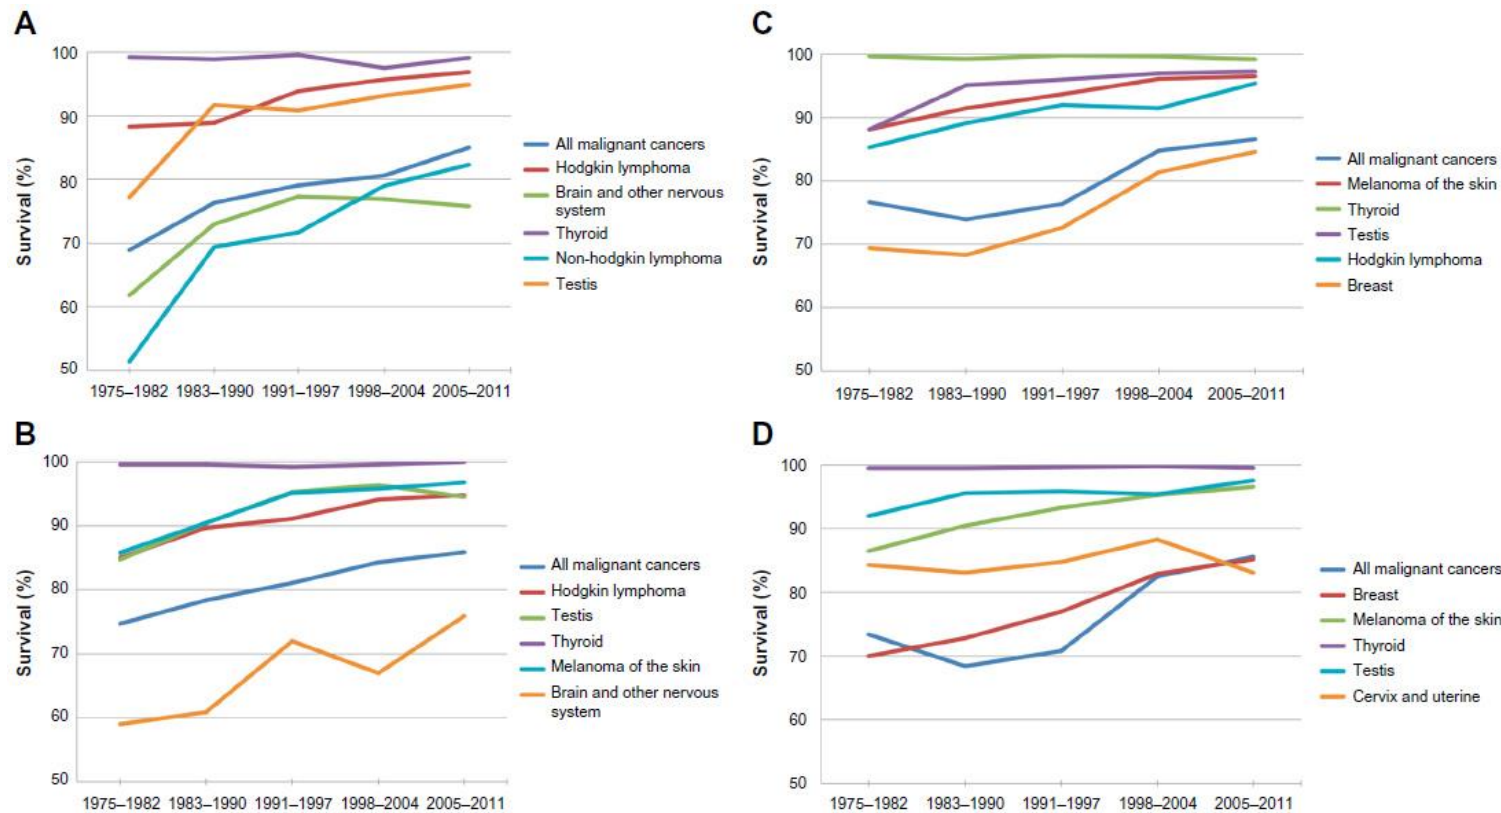 A
Survival (%)
100
90
80
70
60
50
1975–1982 1983–1990 1991–1997 1998–2004 2005–2011
All malignant cancers
Hodgkin lymphoma
Brain and other nervous
system
Thyroid
Non-hodgkin lymphoma
Testis
C
Survival (%)
100
90
80
70
60
50
1975–1982 1983–1990 1991–1997 1998–2004 2005–2011
All malignant cancers
Melanoma of the skin
Thyroid
Testis
Hodgkin lymphoma
Breast
B
Survival (%)
100
90
80
70
60
50
1975–1982 1983–1990 1991–1997 1998–2004 2005–2011
All malignant cancers
Hodgkin lymphoma
Testis
Thyroid
Melanoma of the skin
Brain and other nervous
system
D
Survival (%)
100
90
80
70
60
50
1975–1982 1983–1990 1991–1997 1998–2004 2005–2011
All malignant cancers
Breast
Melanoma of the skin
Thyroid
Testis
Cervix and uterine